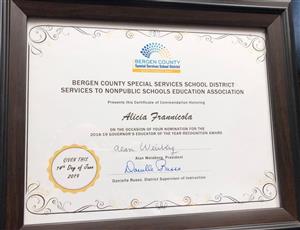 BERGEN COUNTY
Special Services School District
BERGEN COUNTY SPECIAL SERVICES SCHOOL DISTRICT
SERVICES TO NONPUBLIC SCHOOLS EDUCATION ASSOCIATION
Presents this Certificate of Commendation Honoring
Alicia Frannicola
ON THE OCCASION OF YOUR NOMINATION FOR THE
2018-19 GOVERNOR'S EDUCATOR OF THE YEAR RECOGNITION AWARD
Alan Weisberg, President
Danielle Russo
Danielle Russo, District Supervisor of Instruction
GIVEN THIS
14th Day of June
2019